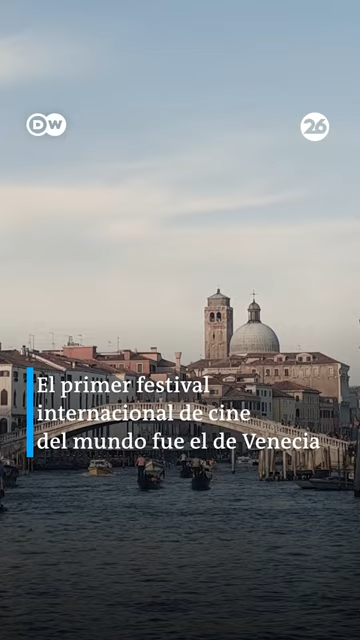 DW
26
El primer festival
internacional de cine
del mundo fue el de Venecia